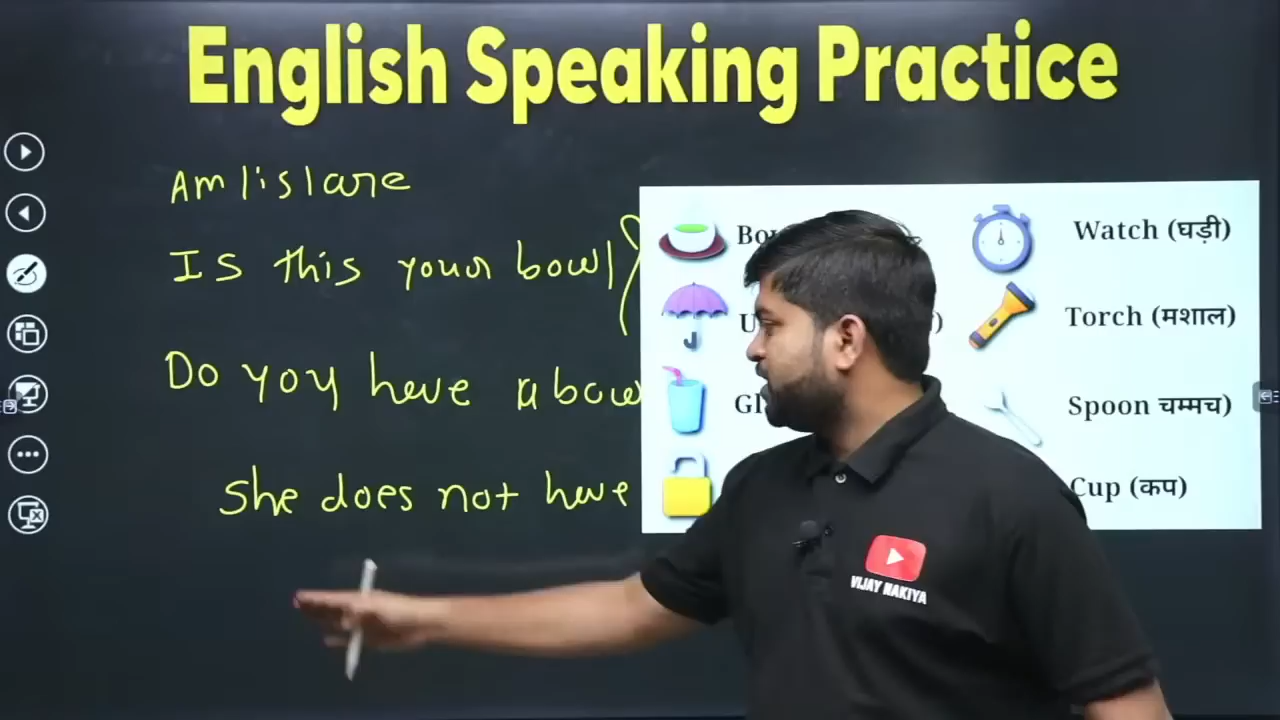 English Speaking Practice
Am | is | are
Is this your bowl?
Do you have a
She does not have
Watch (घड़ी)
Torch (मशाल)
Spoon चम्मच)
Cup (कप)
VIJAY NAKIYA